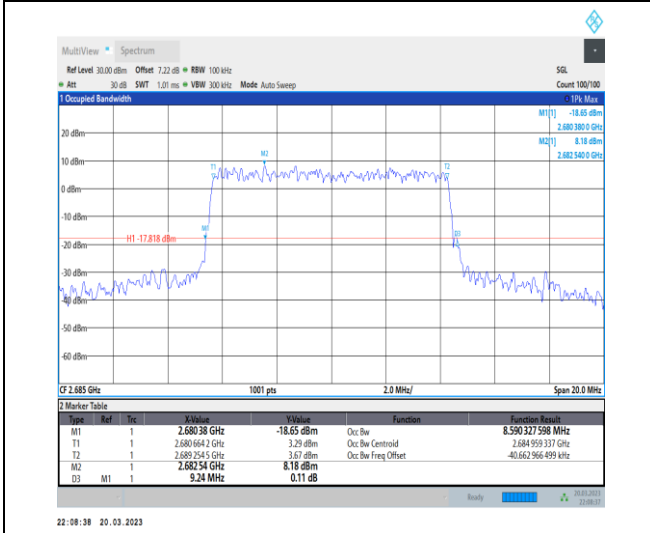 MultiView Spectrum
Ref Level 30.00 dBm Offset 7.22 dB RBW 100 kHz SGL
Att 30 dB SWT 1.01 ms VBW 300 kHz Mode Auto Sweep Count 100/100
1 Occupied Bandwidth 1Pk Max
M1[1] -18.65 dBm
2.680 380 0 GHz
M2[1] 8.18 dBm
2.682 540 0 GHz
20 dBm
10 dBm
0 dBm
-10 dBm
-20 dBm
-30 dBm
-40 dBm
-50 dBm
-60 dBm
M2
T1 T2
M1 D3
H1 -17.818 dBm
CF 2.685 GHz 1001 pts 2.0 MHz/ Span 20.0 MHz
2 Marker Table
Type Ref Trc X-Value Y-Value Function Function Result
M1 1 2.680 38 GHz -18.65 dBm Occ Bw 8.590 327 598 MHz
T1 1 2.680 664 2 GHz 3.29 dBm Occ Bw Centroid 2.684 959 337 GHz
T2 1 2.689 254 5 GHz 3.67 dBm Occ Bw Freq Offset -40.662 966 499 kHz
M2 1 2.682 54 GHz 8.18 dBm
D3 M1 1 9.24 MHz 0.11 dB
Ready 20.03.2023
22:08:37
22:08:38 20.03.2023